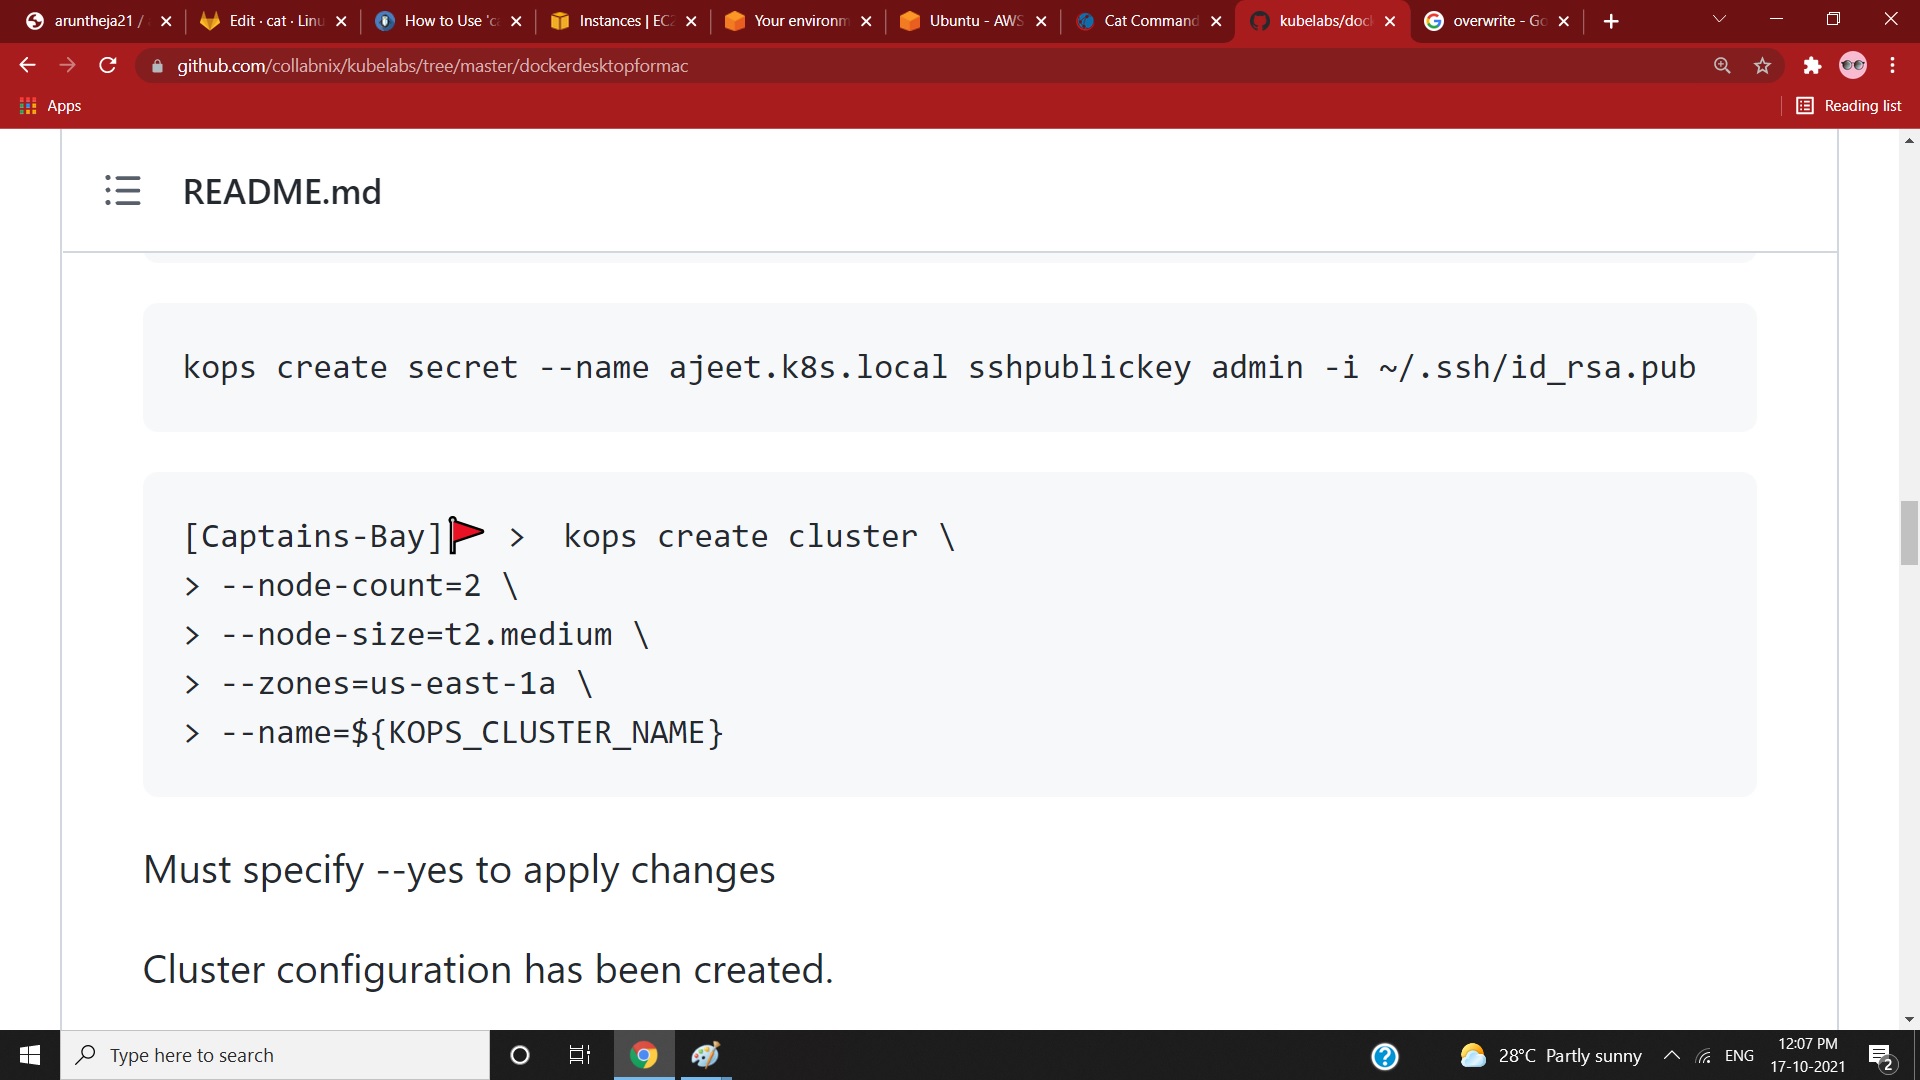 aruntheja21 /
Edit · cat · Linu
How to Use 'c
Instances | EC2
Your environm
Ubuntu - AWS
Cat Command
kubelabs/dock
overwrite - Go
github.com/collabnix/kubelabs/tree/master/dockerdesktopformac
Apps
Reading list
README.md
kops create secret --name ajeet.k8s.local sshpublickey admin -i ~/.ssh/id_rsa.pub
[Captains-Bay]🚩 >  kops create cluster \
> --node-count=2 \
> --node-size=t2.medium \
> --zones=us-east-1a \
> --name=${KOPS_CLUSTER_NAME}
Must specify --yes to apply changes
Cluster configuration has been created.
Type here to search
28°C Partly sunny
ENG
12:07 PM
17-10-2021
2